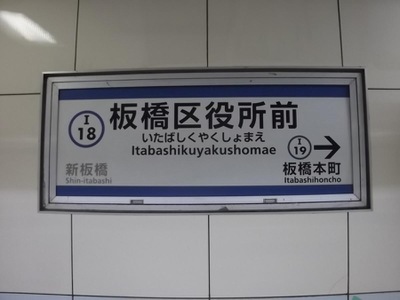 I
18
板橋区役所前
いたばしくやくしょまえ
Itabashikuyakushomae
新板橋
Shin-itabashi
I
19
→
板橋本町
Itabashihoncho